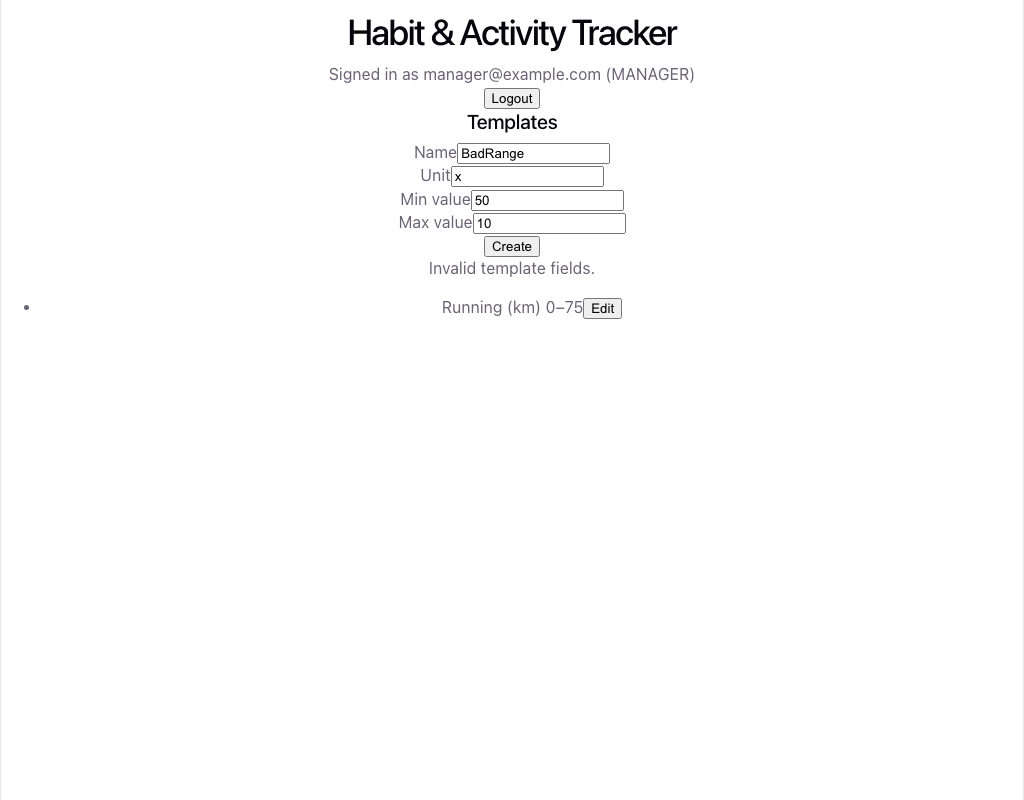 Habit & Activity Tracker
Signed in as manager@example.com (MANAGER)
Logout
Templates
Name BadRange
Unit x
Min value 50
Max value 10
Create
Invalid template fields.
Running (km) 0–75 Edit